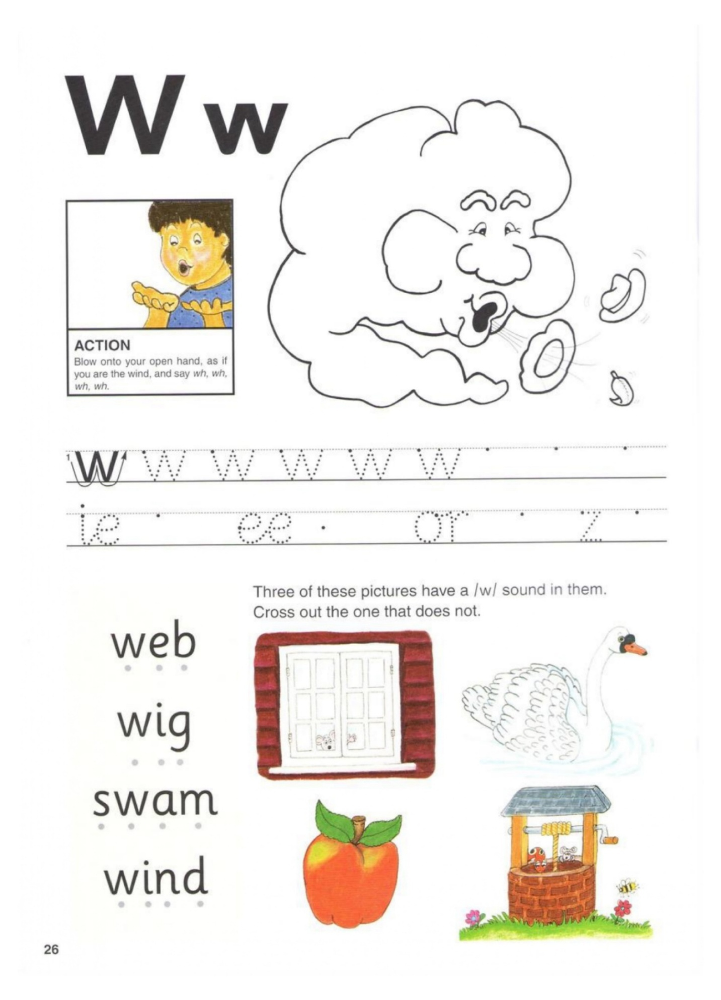 W w
ACTION
Blow onto your open hand, as if
you are the wind, and say wh, wh,
wh, wh.
1 w w w w w w
ie ee or z
Three of these pictures have a /w/ sound in them.
Cross out the one that does not.
web
wig
swam
wind
26